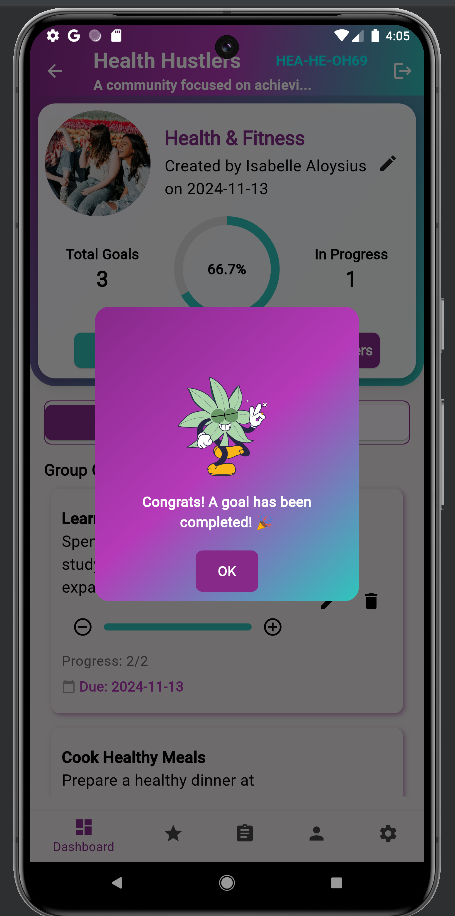 4:05
Health Hustlers
HEA-HE-OH69
A community focused on achievi...
Health & Fitness
Created by Isabelle Aloysius
on 2024-11-13
Total Goals
3
66.7%
In Progress
1
ers
Congrats! A goal has been
completed! 🎉
OK
Group
Lear
Spen
study
expa
Progress: 2/2
Due: 2024-11-13
Cook Healthy Meals
Prepare a healthy dinner at
Dashboard